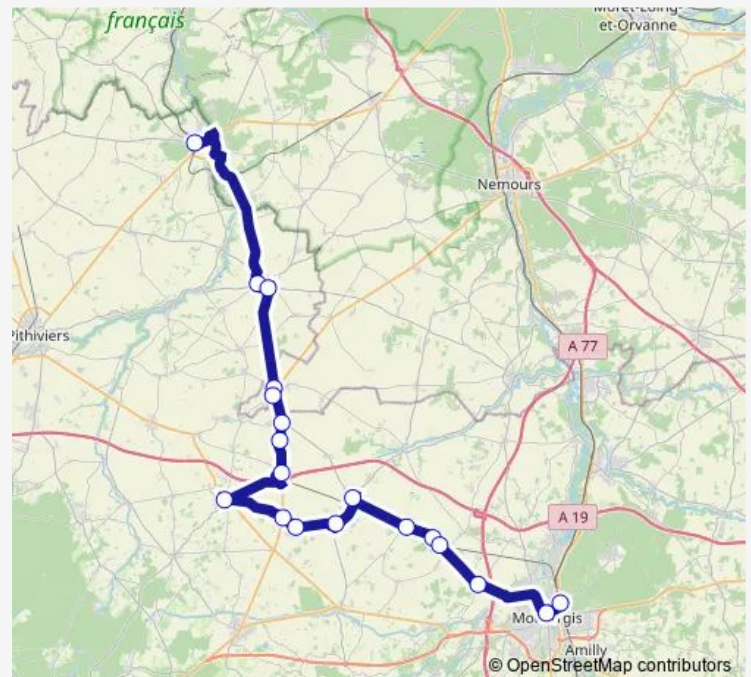 français
Moret-Loing-
et-Orvanne
Nemours
Pithiviers
A 77
A 19
Amilly
© OpenStreetMap contributors